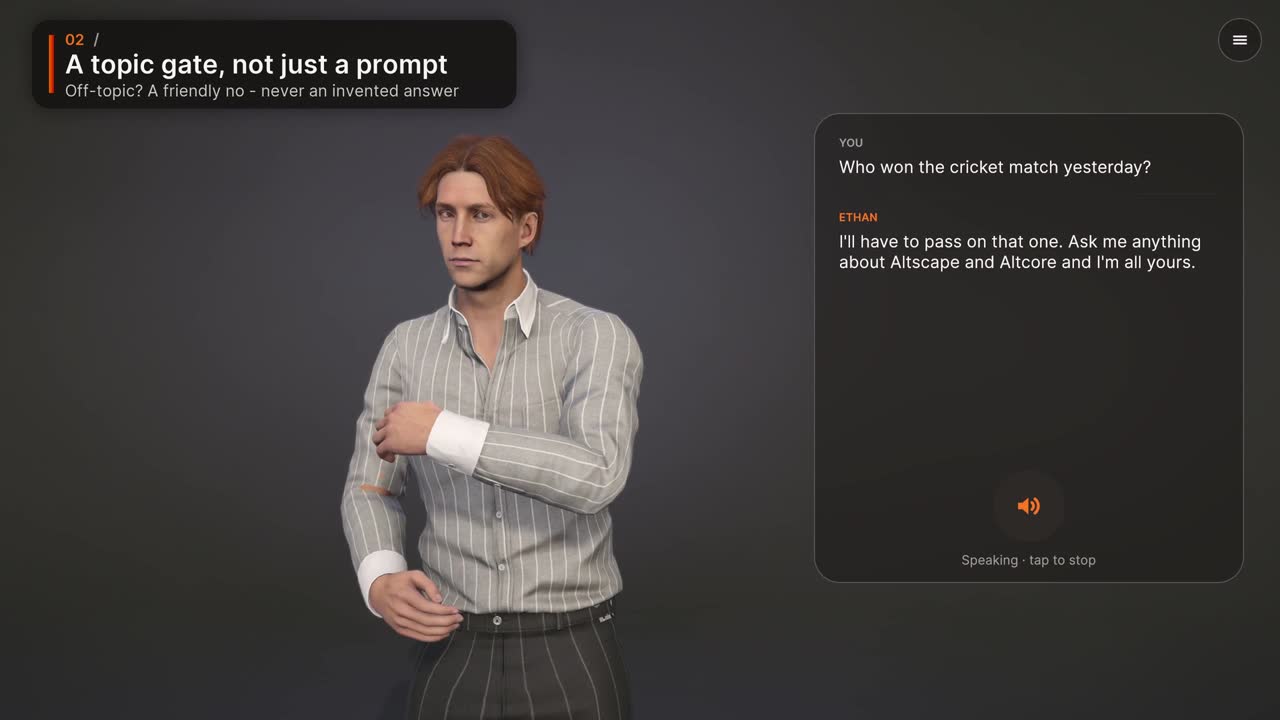 02 /
A topic gate, not just a prompt
Off-topic? A friendly no - never an invented answer
YOU
Who won the cricket match yesterday?
ETHAN
I'll have to pass on that one. Ask me anything
about Altscape and Altcore and I'm all yours.
Speaking · tap to stop